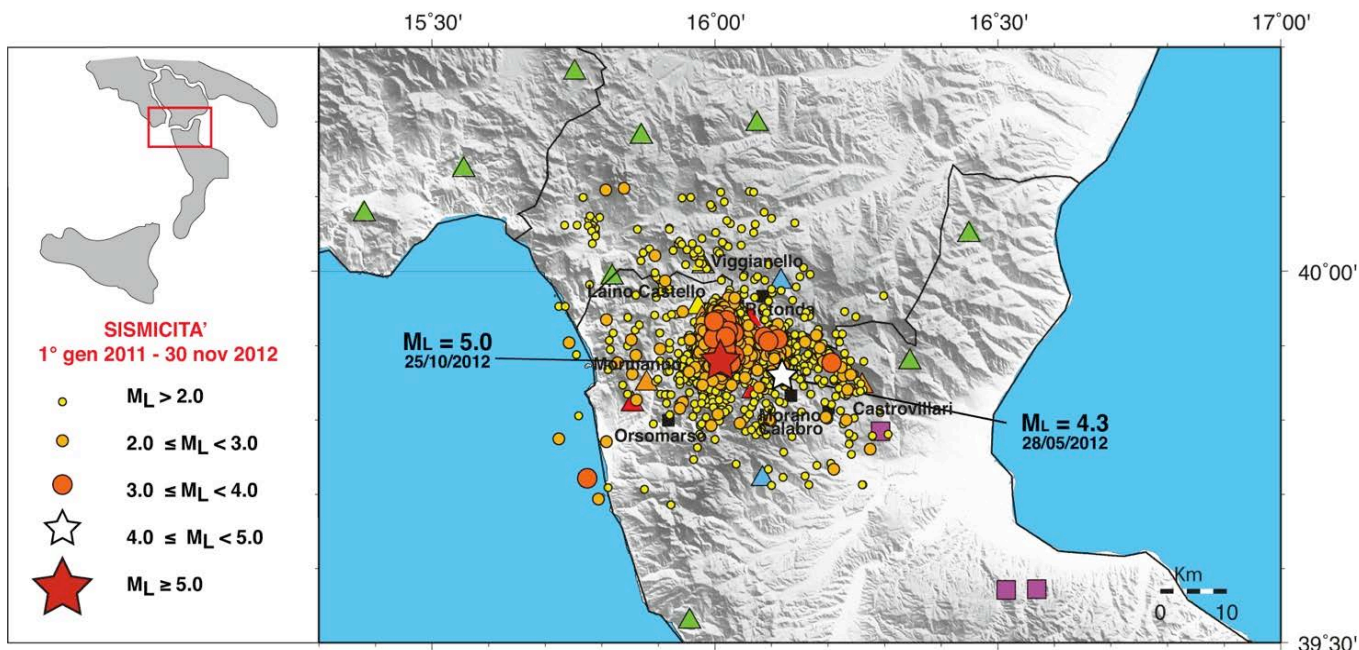 15˚30'
16˚00'
16˚30'
17˚00'
SISMICITA'
1° gen 2011 - 30 nov 2012
ML > 2.0
2.0 ≤ ML < 3.0
3.0 ≤ ML < 4.0
4.0 ≤ ML < 5.0
ML ≥ 5.0
Viggianello
40˚00'
Laino Castello
Rotonda
ML = 5.0
25/10/2012
Mormanno
Castrovillari
Morano
Calabro
Orsomarso
ML = 4.3
28/05/2012
Km
0 10
39˚30'